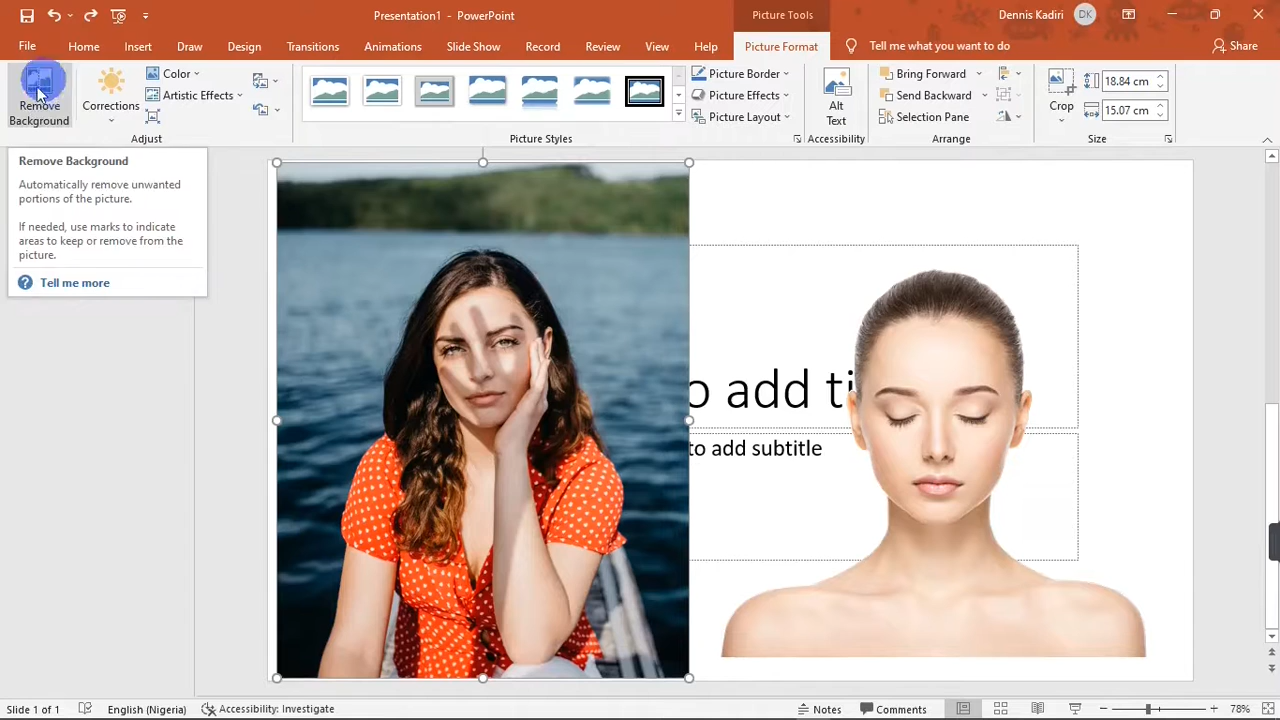 Presentation1 - PowerPoint
Picture Tools
Dennis Kadiri
DK
File
Home
Insert
Draw
Design
Transitions
Animations
Slide Show
Record
Review
View
Help
Picture Format
Tell me what you want to do
Share
Remove
Background
Corrections
Color
Artistic Effects
Adjust
Picture Styles
Picture Border
Picture Effects
Picture Layout
Alt
Text
Accessibility
Bring Forward
Send Backward
Selection Pane
Arrange
Crop
18.84 cm
15.07 cm
Size
Remove Background
Automatically remove unwanted
portions of the picture.
If needed, use marks to indicate
areas to keep or remove from the
picture.
Tell me more
o add ti
to add subtitle
Slide 1 of 1
English (Nigeria)
Accessibility: Investigate
Notes
Comments
78%